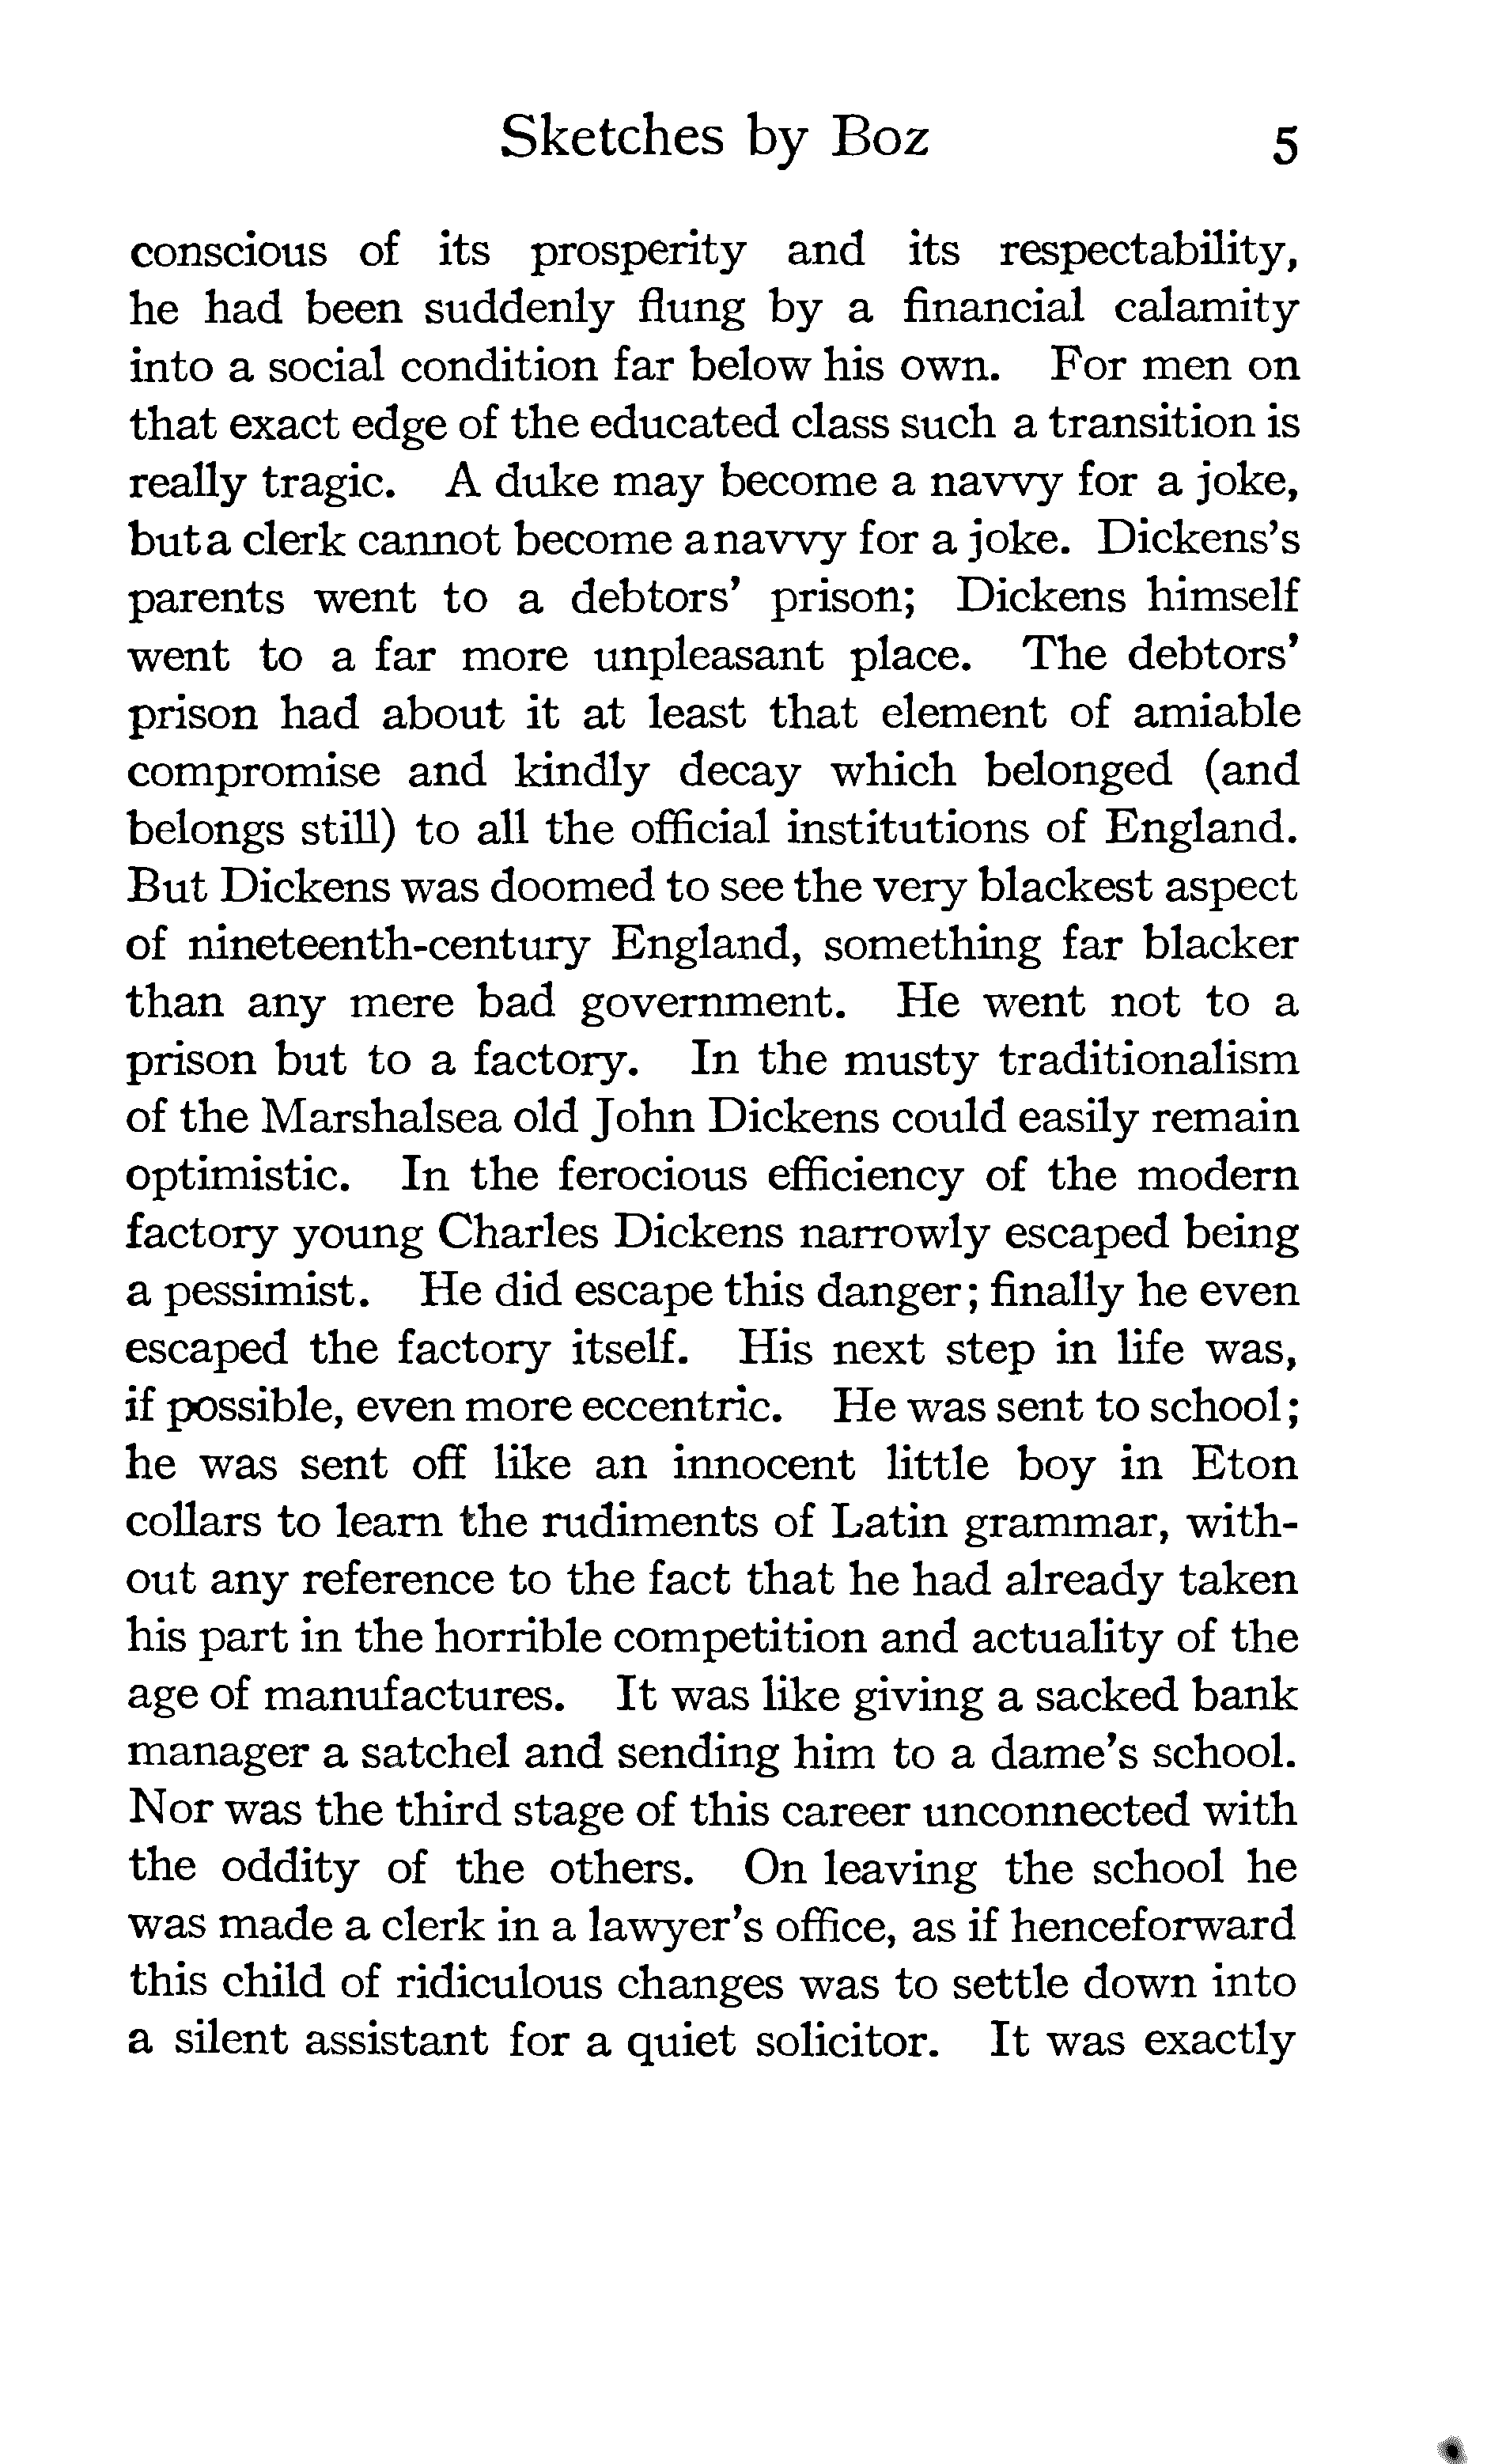 Sketches by Boz 5
conscious of its prosperity and its respectability,
he had been suddenly flung by a financial calamity
into a social condition far below his own. For men on
that exact edge of the educated class such a transition is
really tragic. A duke may become a navvy for a joke,
but a clerk cannot become a navvy for a joke. Dickens's
parents went to a debtors' prison; Dickens himself
went to a far more unpleasant place. The debtors'
prison had about it at least that element of amiable
compromise and kindly decay which belonged (and
belongs still) to all the official institutions of England.
But Dickens was doomed to see the very blackest aspect
of nineteenth-century England, something far blacker
than any mere bad government. He went not to a
prison but to a factory. In the musty traditionalism
of the Marshalsea old John Dickens could easily remain
optimistic. In the ferocious efficiency of the modern
factory young Charles Dickens narrowly escaped being
a pessimist. He did escape this danger; finally he even
escaped the factory itself. His next step in life was,
if possible, even more eccentric. He was sent to school;
he was sent off like an innocent little boy in Eton
collars to learn the rudiments of Latin grammar, with-
out any reference to the fact that he had already taken
his part in the horrible competition and actuality of the
age of manufactures. It was like giving a sacked bank
manager a satchel and sending him to a dame's school.
Nor was the third stage of this career unconnected with
the oddity of the others. On leaving the school he
was made a clerk in a lawyer's office, as if henceforward
this child of ridiculous changes was to settle down into
a silent assistant for a quiet solicitor. It was exactly